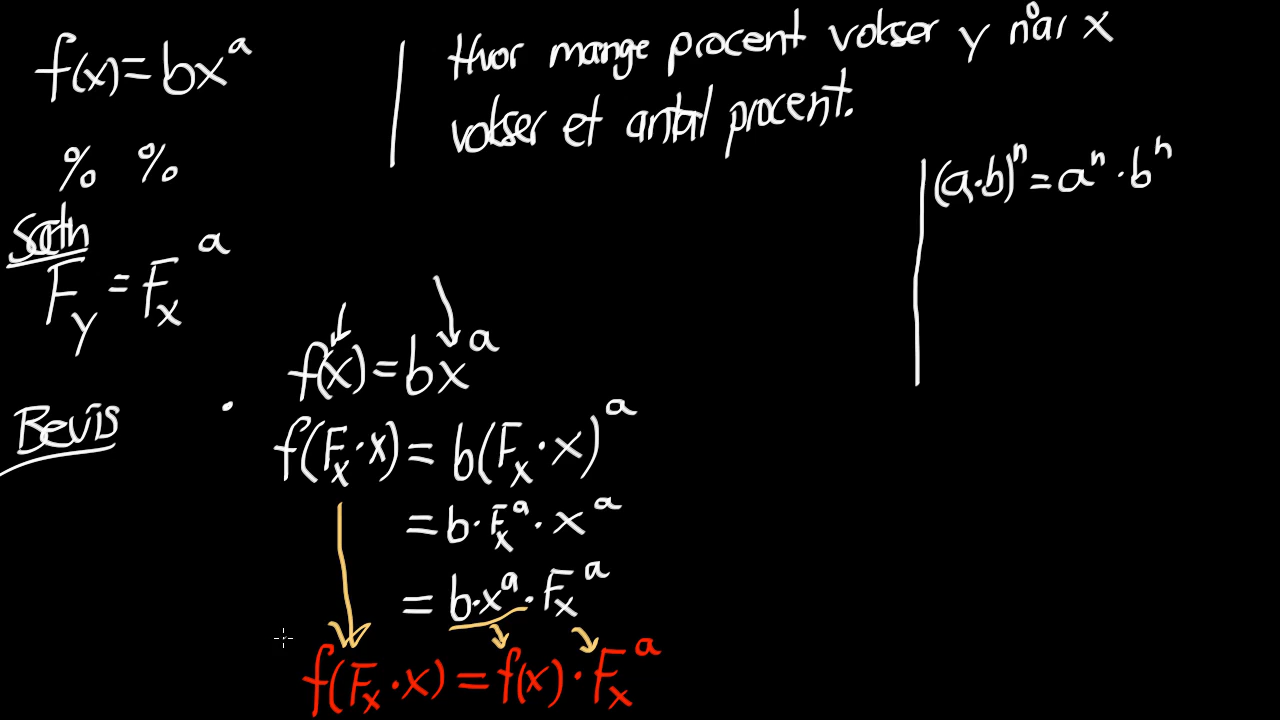 f(x) = bx^a
Hvor mange procent vokser y når x
vokser et antal procent.
% %
(a·b)^n = a^n · b^n
Sætn
F_y = F_x^a
f(x) = bx^a
Bevis
f(F_x · x) = b(F_x · x)^a
= b · F_x^a · x^a
= b · x^a · F_x^a
f(F_x · x) = f(x) · F_x^a